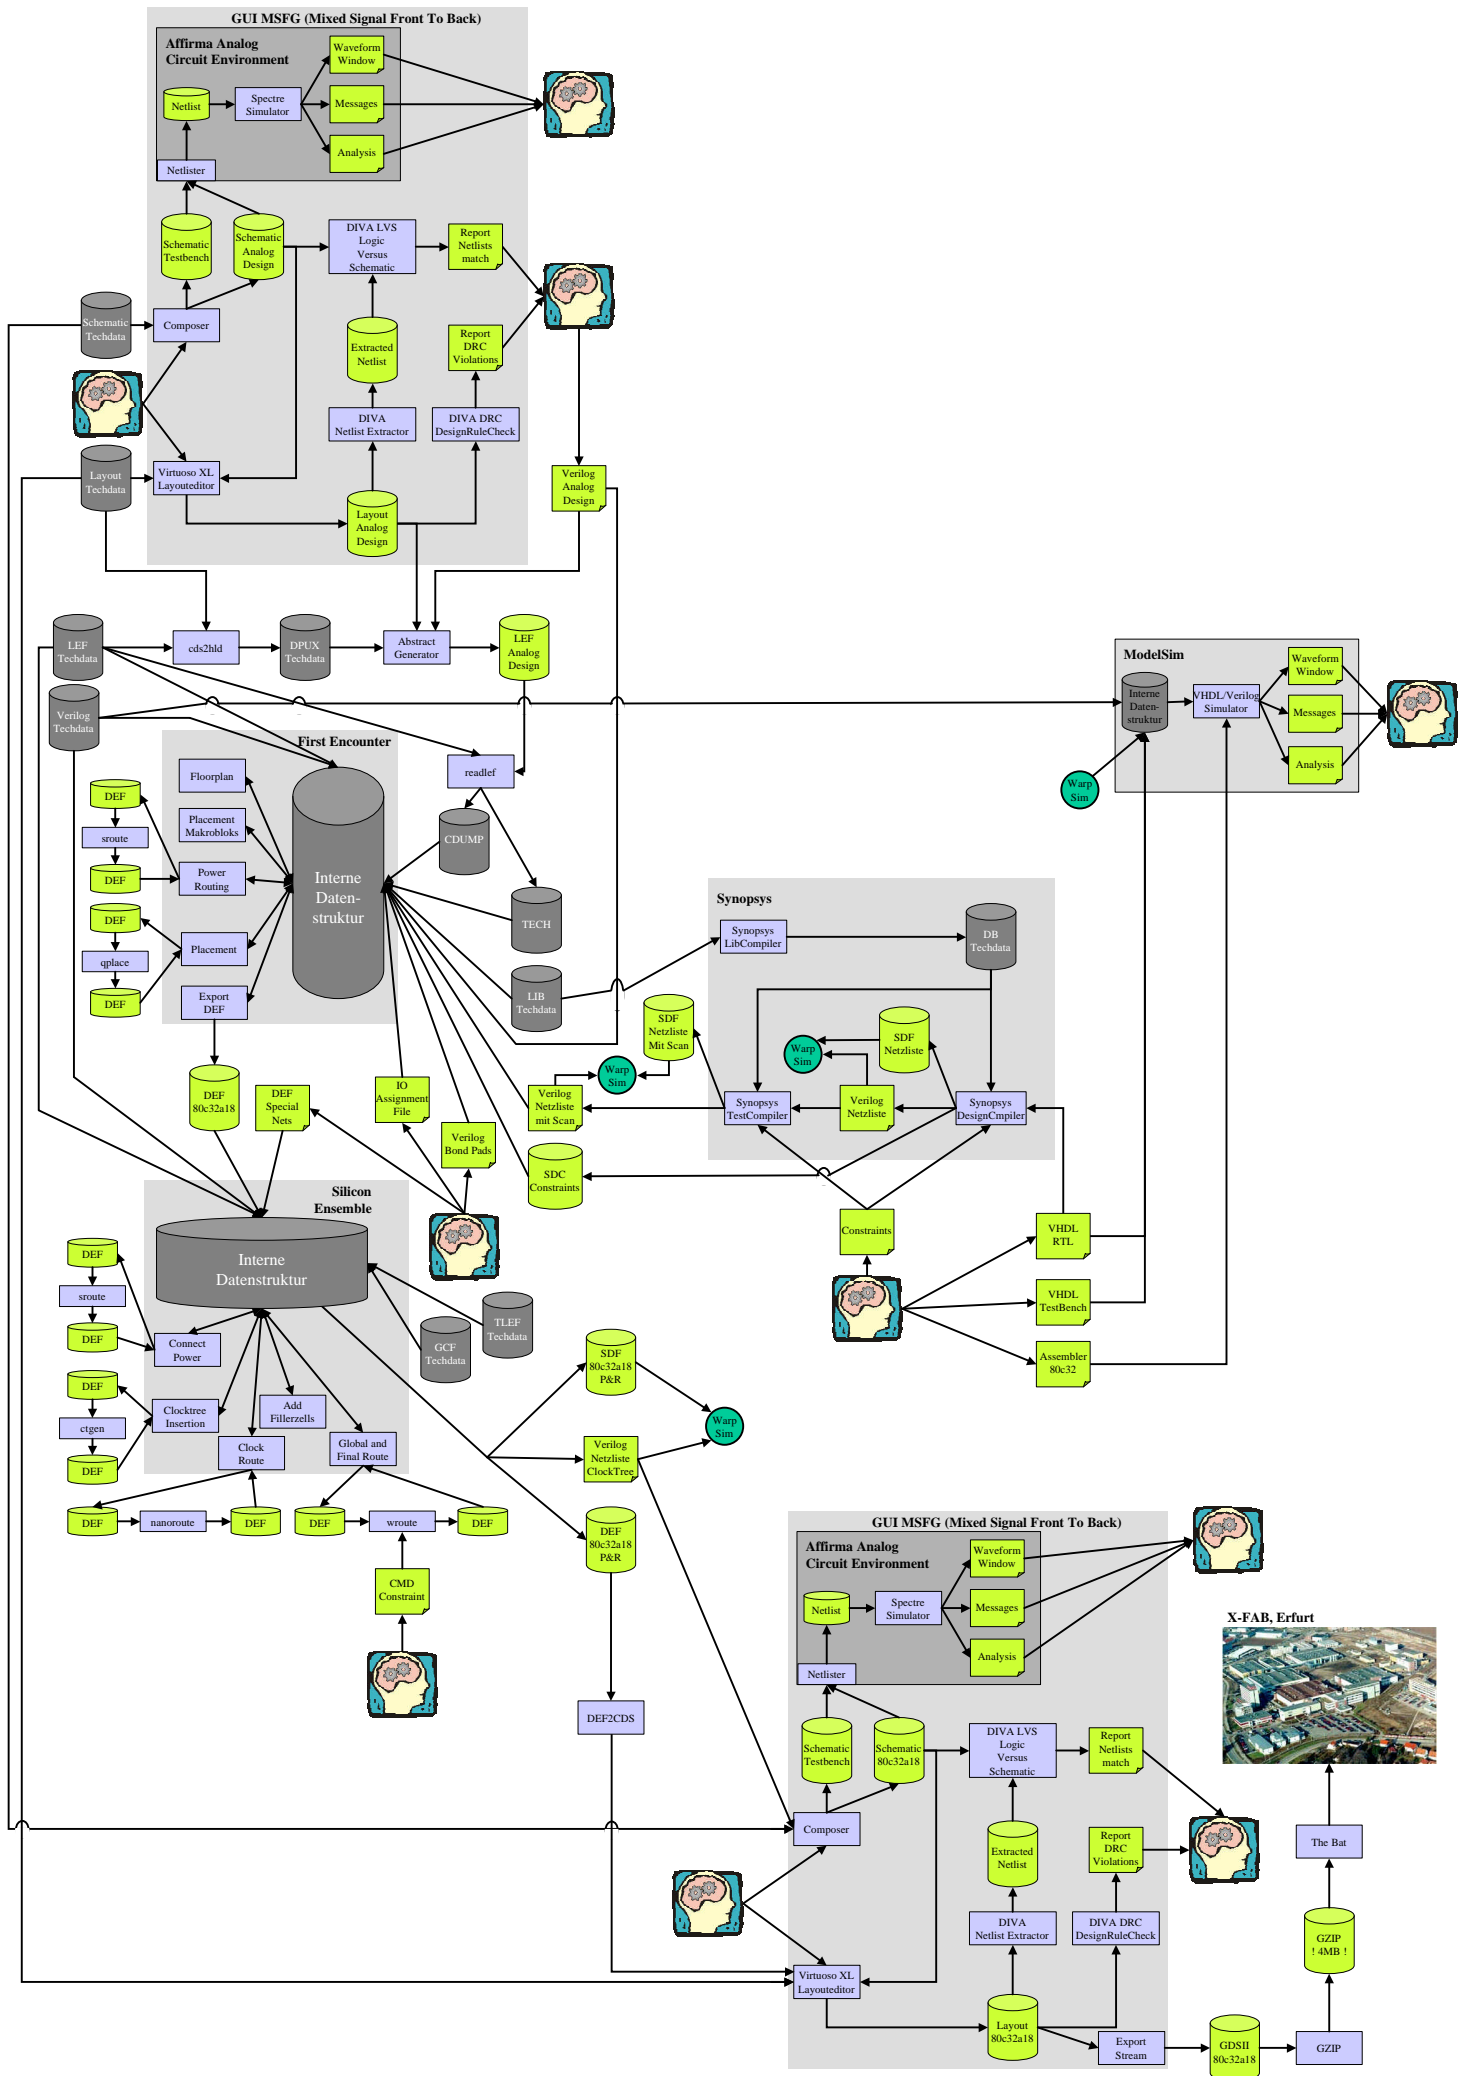 GUI MSFG (Mixed Signal Front To Back)
Affirma Analog
Circuit Environment
Waveform
Window
Netlist
Spectre
Simulator
Messages
Analysis
Netlister
Schematic
Testbench
Schematic
Analog
Design
DIVA LVS
Logic
Versus
Schematic
Report
Netlists
match
Schematic
Techdata
Composer
Extracted
Netlist
Report
DRC
Violations
DIVA
Netlist Extractor
DIVA DRC
DesignRuleCheck
Layout
Techdata
Virtuoso XL
Layouteditor
Layout
Analog
Design
Verilog
Analog
Design
LEF
Techdata
cds2hld
DPUX
Techdata
Abstract
Generator
LEF
Analog
Design
Verilog
Techdata
ModelSim
Interne
Daten-
struktur
VHDL/Verilog
Simulator
Waveform
Window
Messages
Analysis
Warp
Sim
First Encounter
Floorplan
Placement
Makrobloks
Power
Routing
Placement
Export
DEF
Interne
Daten-
struktur
DEF
sroute
DEF
DEF
qplace
DEF
readlef
CDUMP
TECH
LIB
Techdata
Synopsys
Synopsys
LibCompiler
DB
Techdata
SDF
Netzliste
Mit Scan
Warp
Sim
SDF
Netzliste
Warp
Sim
Verilog
Netzliste
mit Scan
Synopsys
TestCompiler
Verilog
Netzliste
Synopsys
DesignCmpiler
SDC
Constraints
DEF
80c32a18
DEF
Special
Nets
IO
Assignment
File
Verilog
Bond Pads
Constraints
VHDL
RTL
VHDL
TestBench
Assembler
80c32
Silicon
Ensemble
Interne
Datenstruktur
DEF
sroute
DEF
Connect
Power
DEF
ctgen
DEF
Clocktree
Insertion
Add
Fillerzells
Clock
Route
Global and
Final Route
GCF
Techdata
TLEF
Techdata
DEF
nanoroute
DEF
DEF
wroute
DEF
CMD
Constraint
SDF
80c32a18
P&R
Verilog
Netzliste
ClockTree
Warp
Sim
DEF
80c32a18
P&R
DEF2CDS
GUI MSFG (Mixed Signal Front To Back)
Affirma Analog
Circuit Environment
Waveform
Window
Netlist
Spectre
Simulator
Messages
Analysis
Netlister
Schematic
Testbench
Schematic
80c32a18
DIVA LVS
Logic
Versus
Schematic
Report
Netlists
match
Composer
Extracted
Netlist
Report
DRC
Violations
DIVA
Netlist Extractor
DIVA DRC
DesignRuleCheck
Virtuoso XL
Layouteditor
Layout
80c32a18
Export
Stream
GDSII
80c32a18
GZIP
GZIP
! 4MB !
The Bat
X-FAB, Erfurt